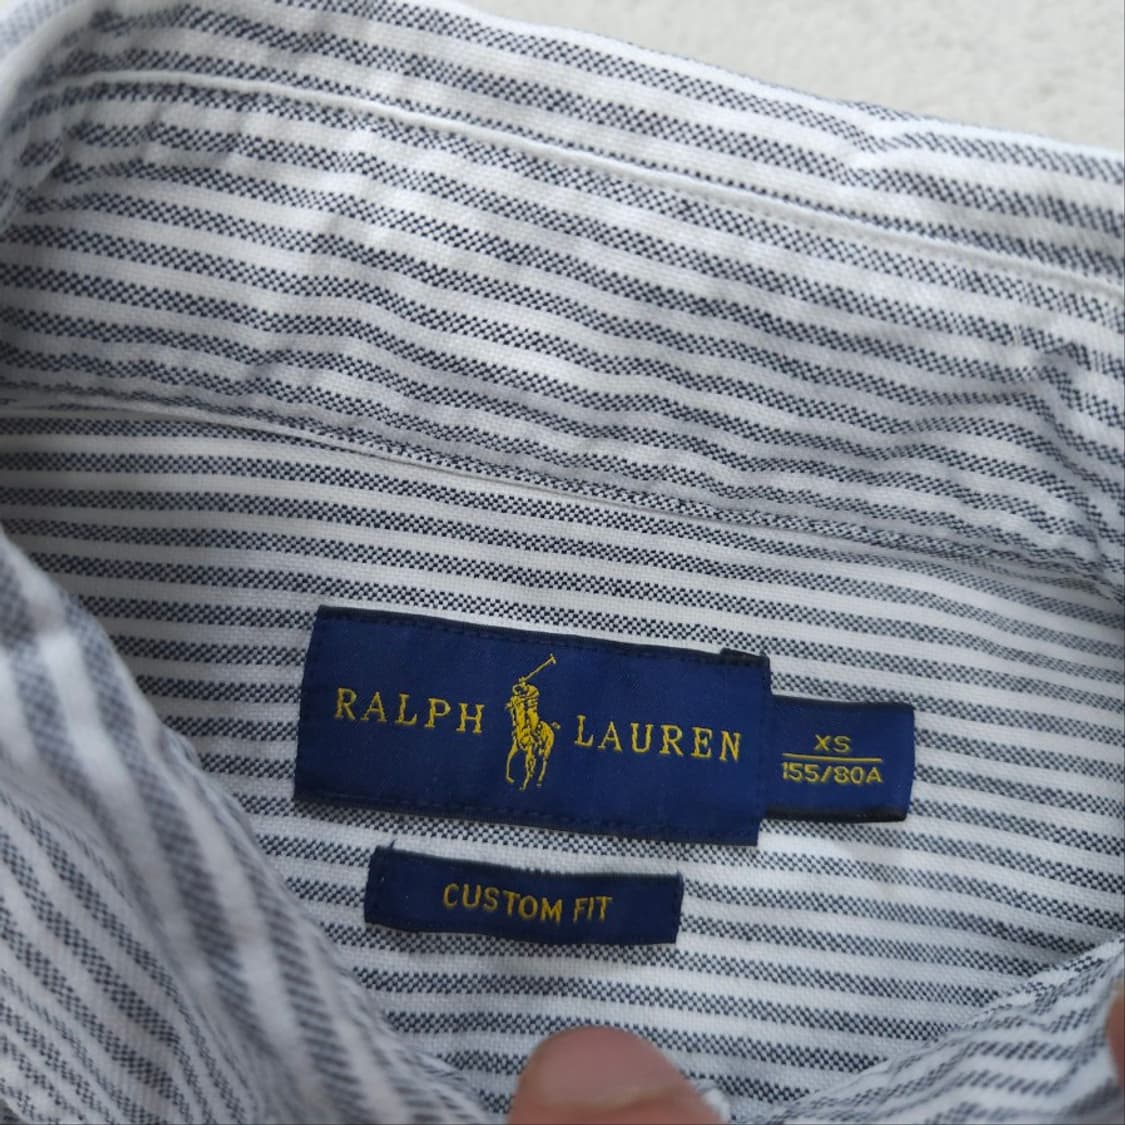 RALPH LAUREN
XS
155/80A
CUSTOM FIT